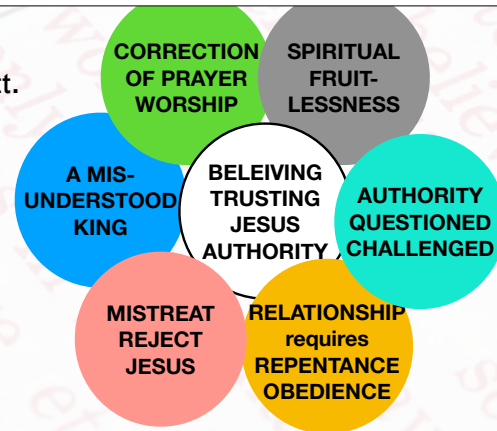 tt.
CORRECTION
OF PRAYER
WORSHIP
SPIRITUAL
FRUIT-
LESSNESS
A MIS-
UNDERSTOOD
KING
BELEIVING
TRUSTING
JESUS
AUTHORITY
AUTHORITY
QUESTIONED
CHALLENGED
MISTREAT
REJECT
JESUS
RELATIONSHIP
requires
REPENTANCE
OBEDIENCE